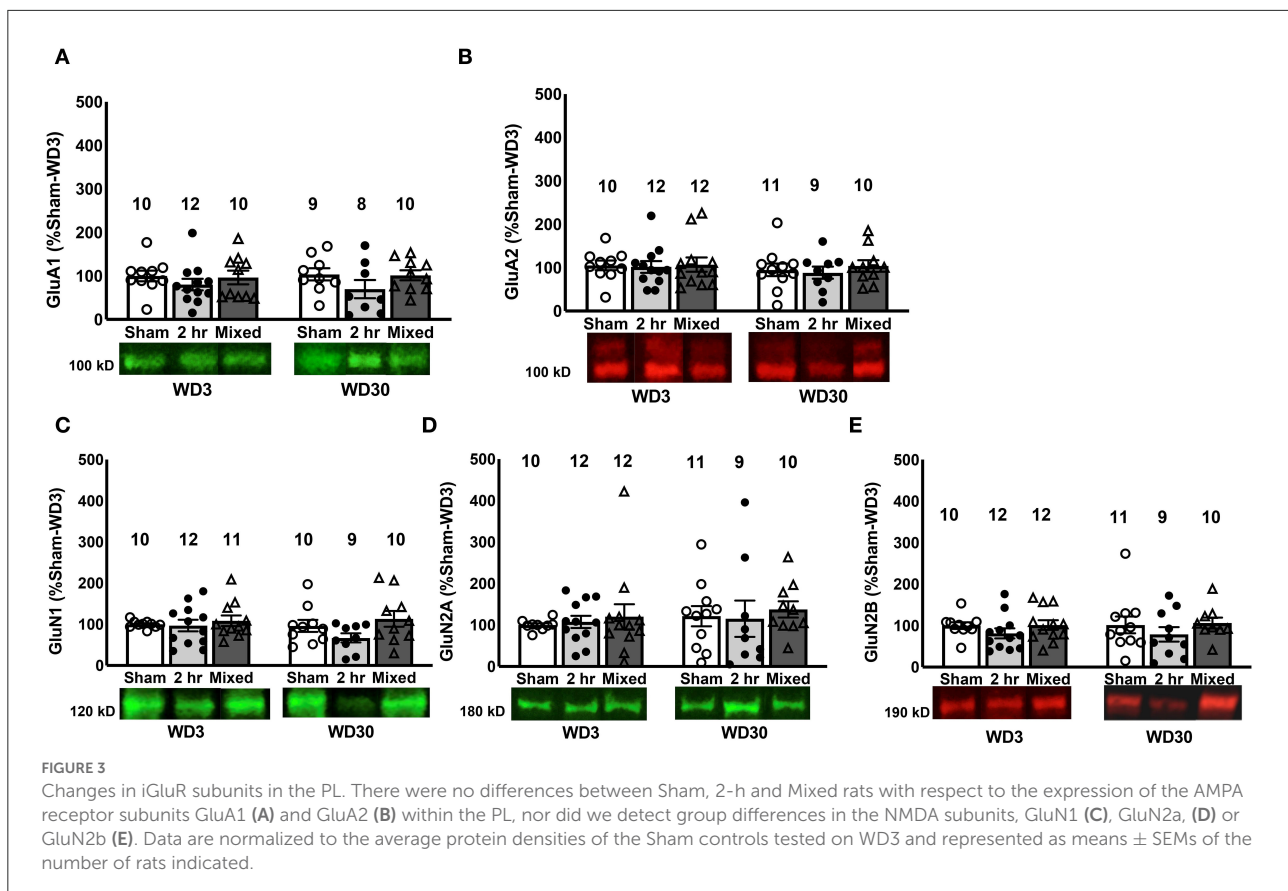 A
B
500
400
300
200
100
0
GluA1 (%Sham-WD3)
10 12 10 9 8 10
Sham 2 hr Mixed Sham 2 hr Mixed
100 kD
WD3 WD30
500
400
300
200
100
0
GluA2 (%Sham-WD3)
10 12 12 11 9 10
Sham 2 hr Mixed Sham 2 hr Mixed
100 kD
WD3 WD30
C
D
E
500
400
300
200
100
0
GluN1 (%Sham-WD3)
10 12 11 10 9 10
Sham 2 hr Mixed Sham 2 hr Mixed
120 kD
WD3 WD30
500
400
300
200
100
0
GluN2A (%Sham-WD3)
10 12 12 11 9 10
Sham 2 hr Mixed Sham 2 hr Mixed
180 kD
WD3 WD30
500
400
300
200
100
0
GluN2B (%Sham-WD3)
10 12 12 11 9 10
Sham 2 hr Mixed Sham 2 hr Mixed
190 kD
WD3 WD30
FIGURE 3
Changes in iGluR subunits in the PL. There were no differences between Sham, 2-h and Mixed rats with respect to the expression of the AMPA
receptor subunits GluA1 (A) and GluA2 (B) within the PL, nor did we detect group differences in the NMDA subunits, GluN1 (C), GluN2a, (D) or
GluN2b (E). Data are normalized to the average protein densities of the Sham controls tested on WD3 and represented as means ± SEMs of the
number of rats indicated.